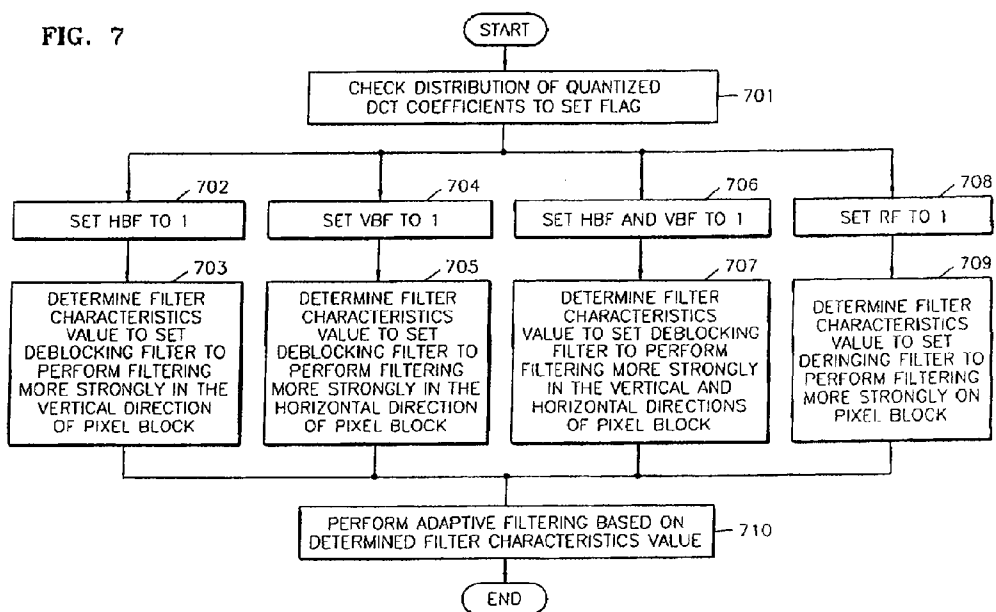 FIG. 7
START
CHECK DISTRIBUTION OF QUANTIZED
DCT COEFFICIENTS TO SET FLAG
701
702
SET HBF TO 1
704
SET VBF TO 1
706
SET HBF AND VBF TO 1
708
SET RF TO 1
703
DETERMINE FILTER
CHARACTERISTICS
VALUE TO SET
DEBLOCKING FILTER TO
PERFORM FILTERING
MORE STRONGLY IN THE
VERTICAL DIRECTION
OF PIXEL BLOCK
705
DETERMINE FILTER
CHARACTERISTICS
VALUE TO SET
DEBLOCKING FILTER TO
PERFORM FILTERING
MORE STRONGLY IN THE
HORIZONTAL DIRECTION
OF PIXEL BLOCK
707
DETERMINE FILTER
CHARACTERISTICS
VALUE TO SET DEBLOCKING
FILTER TO PERFORM
FILTERING MORE STRONGLY
IN THE VERTICAL AND
HORIZONTAL DIRECTIONS
OF PIXEL BLOCK
709
DETERMINE FILTER
CHARACTERISTICS
VALUE TO SET
DERINGING FILTER TO
PERFORM FILTERING
MORE STRONGLY ON
PIXEL BLOCK
PERFORM ADAPTIVE FILTERING BASED ON
DETERMINED FILTER CHARACTERISTICS VALUE
710
END